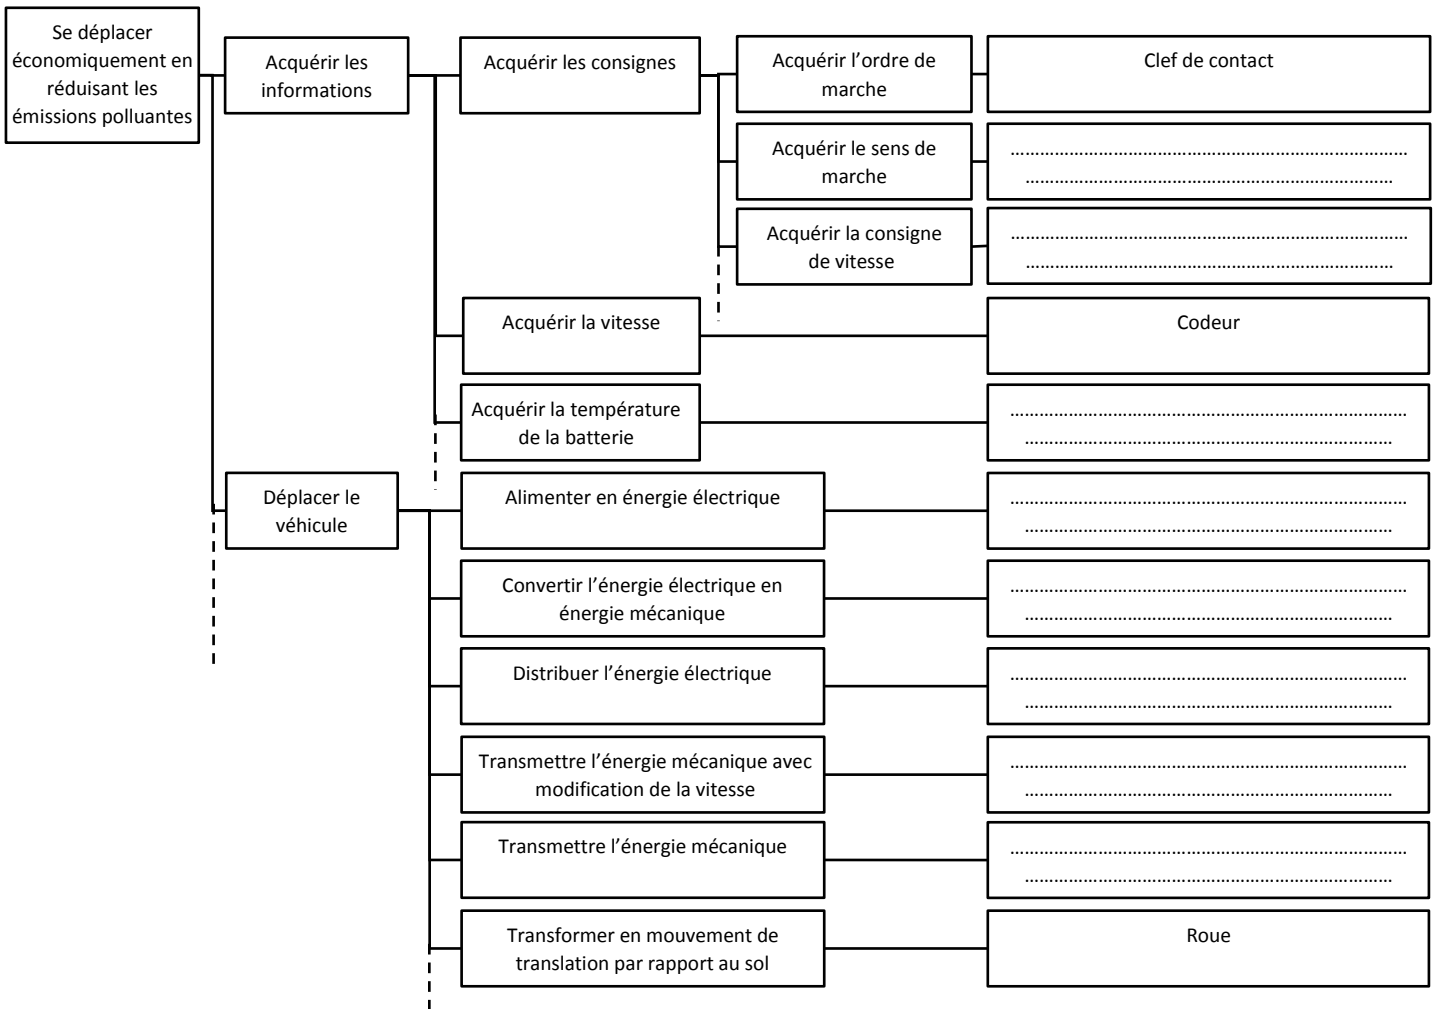 Se déplacer
économiquement en
réduisant les
émissions polluantes
Acquérir les
informations
Acquérir les consignes
Acquérir l’ordre de
marche
Clef de contact
Acquérir le sens de
marche
................................................................................
................................................................................
Acquérir la consigne
de vitesse
................................................................................
................................................................................
Acquérir la vitesse
Codeur
Acquérir la température
de la batterie
................................................................................
................................................................................
Déplacer le
véhicule
Alimenter en énergie électrique
................................................................................
................................................................................
Convertir l’énergie électrique en
énergie mécanique
................................................................................
................................................................................
Distribuer l’énergie électrique
................................................................................
................................................................................
Transmettre l’énergie mécanique avec
modification de la vitesse
................................................................................
................................................................................
Transmettre l’énergie mécanique
................................................................................
................................................................................
Transformer en mouvement de
translation par rapport au sol
Roue